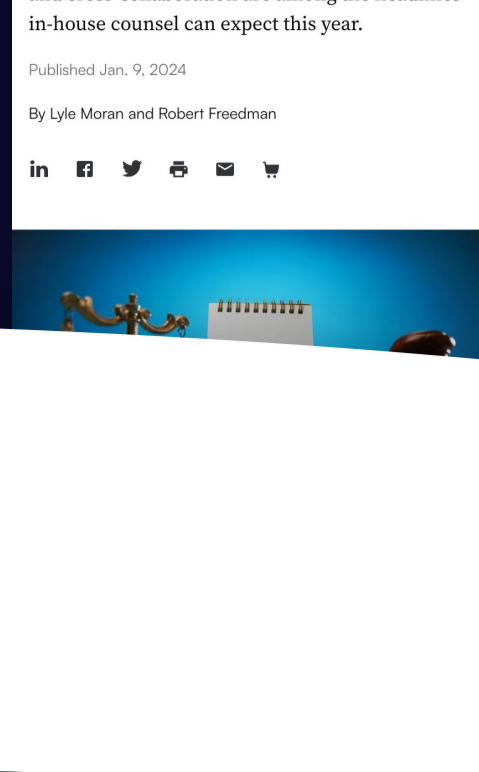 in-house counsel can expect this year.
Published Jan. 9, 2024
By Lyle Moran and Robert Freedman